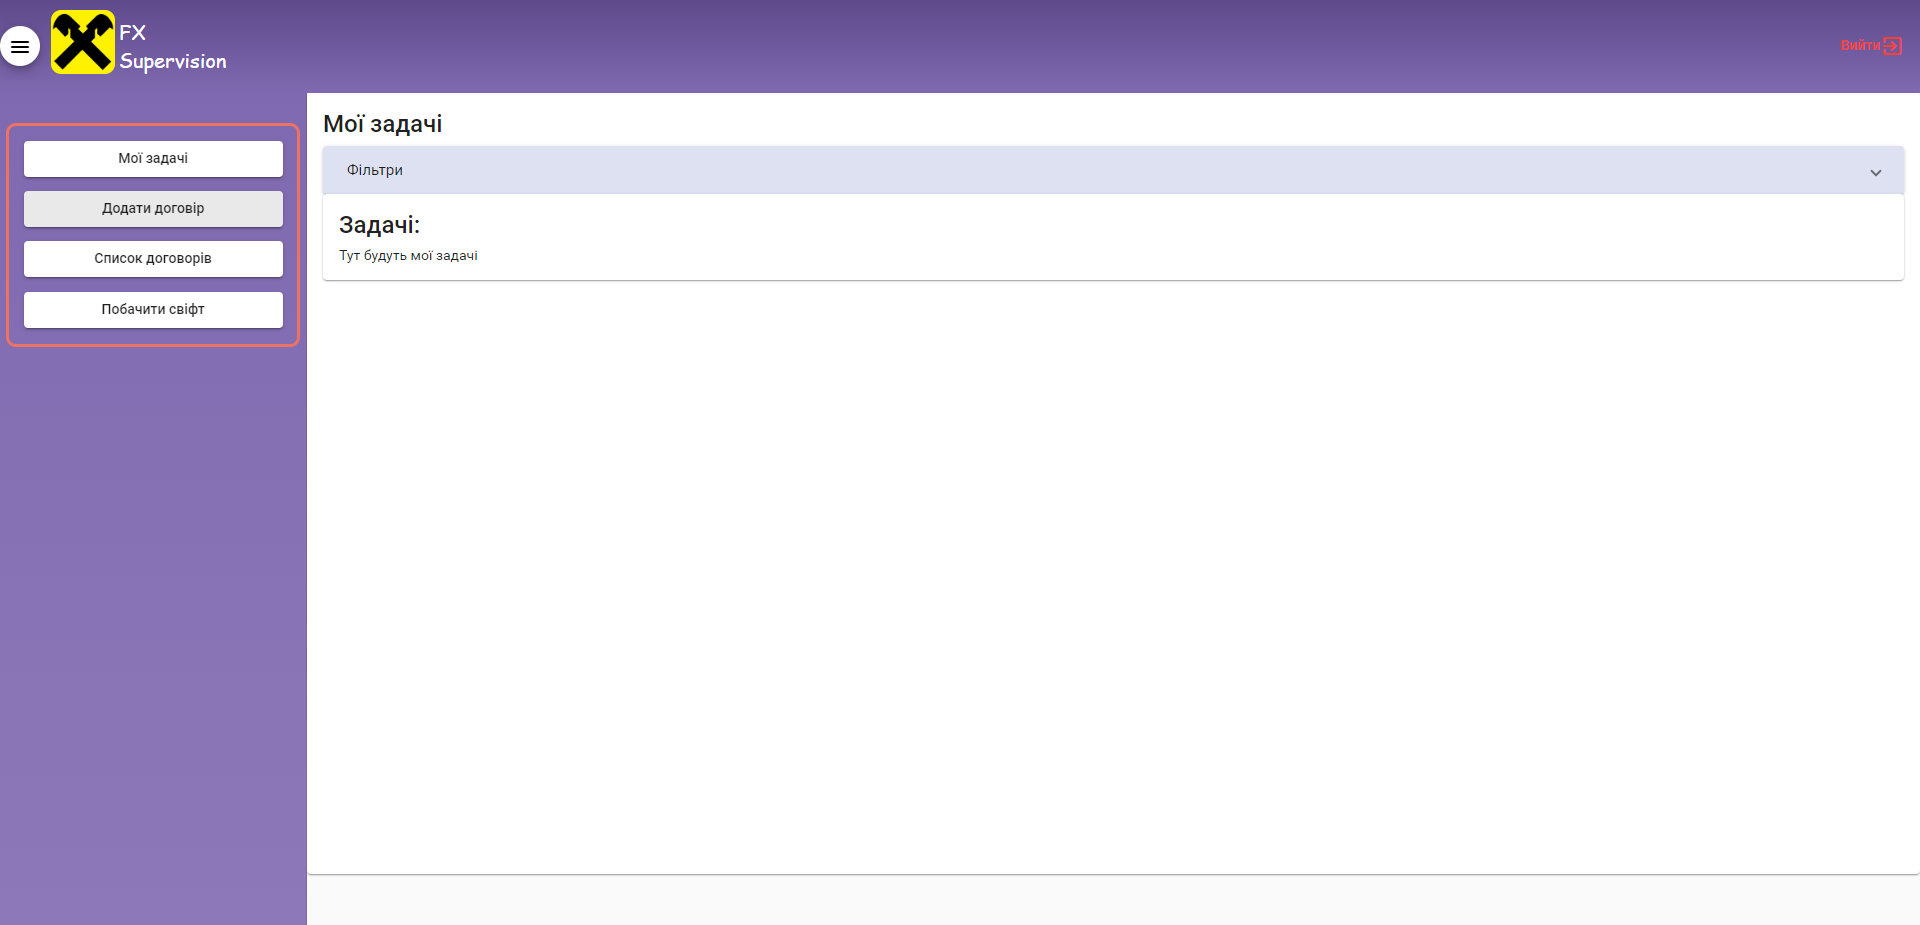 FX
Supervision
Вийти
Мої задачі
Додати договір
Список договорів
Побачити свіфт
Мої задачі
Фільтри
Задачі:
Тут будуть мої задачі